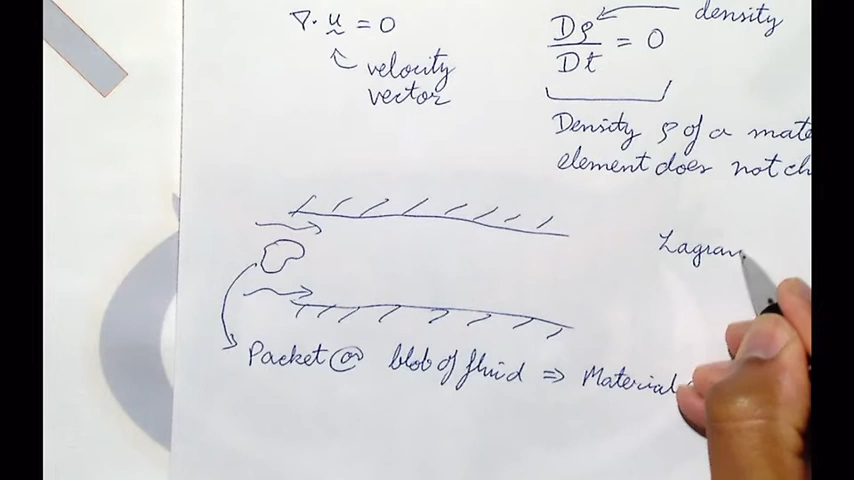 ∇· u = 0
density
Dρ/Dt = 0
velocity
vector
Density ρ of a mate
element does not ch
Lagran
Packet or blob of fluid ⇒ Material